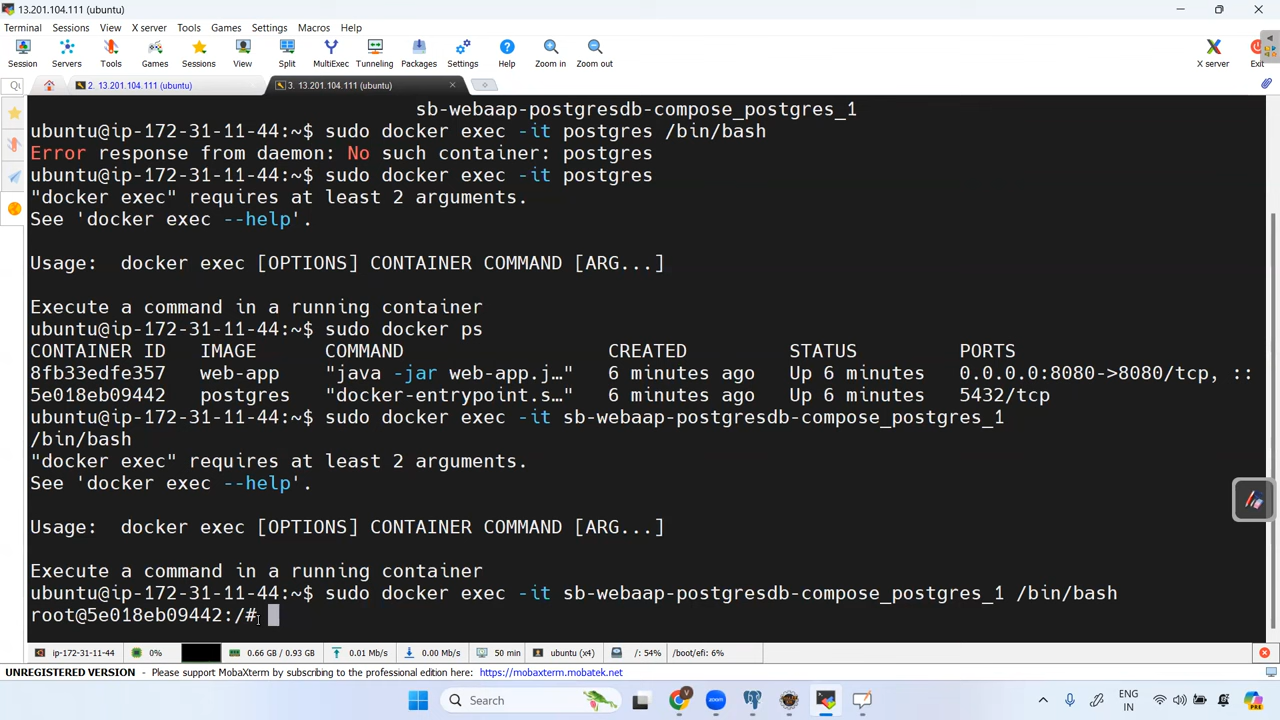 13.201.104.111 (ubuntu)
Terminal Sessions View X server Tools Games Settings Macros Help
Session Servers Tools Games Sessions View Split MultiExec Tunneling Packages Settings Help Zoom in Zoom out X server Exit
2. 13.201.104.111 (ubuntu) 3. 13.201.104.111 (ubuntu)
sb-webaap-postgresdb-compose_postgres_1
ubuntu@ip-172-31-11-44:~$ sudo docker exec -it postgres /bin/bash
Error response from daemon: No such container: postgres
ubuntu@ip-172-31-11-44:~$ sudo docker exec -it postgres
"docker exec" requires at least 2 arguments.
See 'docker exec --help'.
Usage:  docker exec [OPTIONS] CONTAINER COMMAND [ARG...]
Execute a command in a running container
ubuntu@ip-172-31-11-44:~$ sudo docker ps
CONTAINER ID   IMAGE      COMMAND                  CREATED         STATUS         PORTS
8fb33edfe357   web-app    "java -jar web-app.j…"   6 minutes ago   Up 6 minutes   0.0.0.0:8080->8080/tcp, ::
5e018eb09442   postgres   "docker-entrypoint.s…"   6 minutes ago   Up 6 minutes   5432/tcp
ubuntu@ip-172-31-11-44:~$ sudo docker exec -it sb-webaap-postgresdb-compose_postgres_1
/bin/bash
"docker exec" requires at least 2 arguments.
See 'docker exec --help'.
Usage:  docker exec [OPTIONS] CONTAINER COMMAND [ARG...]
Execute a command in a running container
ubuntu@ip-172-31-11-44:~$ sudo docker exec -it sb-webaap-postgresdb-compose_postgres_1 /bin/bash
root@5e018eb09442:/#
ip-172-31-11-44 0% 0.66 GB / 0.93 GB 0.01 Mb/s 0.00 Mb/s 50 min ubuntu (x4) /: 54% /boot/efi: 6%
UNREGISTERED VERSION - Please support MobaXterm by subscribing to the professional edition here: https://mobaxterm.mobatek.net
Search ENG
IN